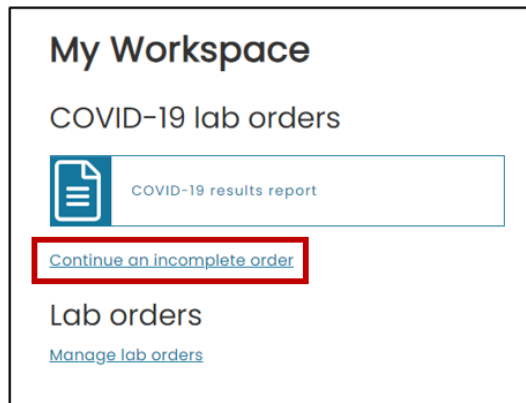 My Workspace
COVID-19 lab orders
COVID-19 results report
Continue an incomplete order
Lab orders
Manage lab orders